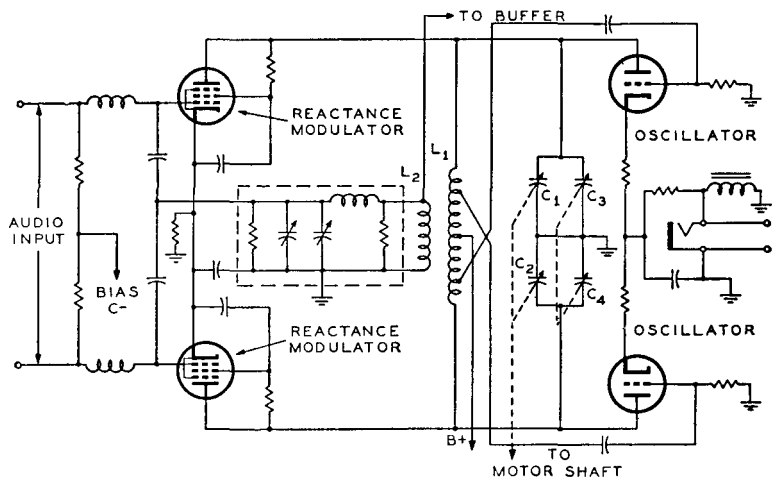 TO BUFFER
REACTANCE
MODULATOR
OSCILLATOR
L2
L1
C1
C3
AUDIO
INPUT
BIAS
C-
C2
C4
REACTANCE
MODULATOR
OSCILLATOR
B+
TO
MOTOR SHAFT